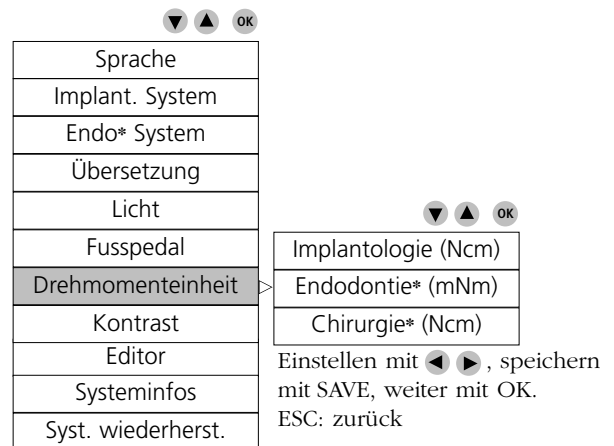 ▼ ▲ OK
Sprache
Implant. System
Endo* System
Übersetzung
Licht
Fusspedal
Drehmomenteinheit
Kontrast
Editor
Systeminfos
Syst. wiederherst.
▼ ▲ OK
Implantologie (Ncm)
Endodontie* (mNm)
Chirurgie* (Ncm)
Einstellen mit ◀ ▶ , speichern
mit SAVE, weiter mit OK.
ESC: zurück